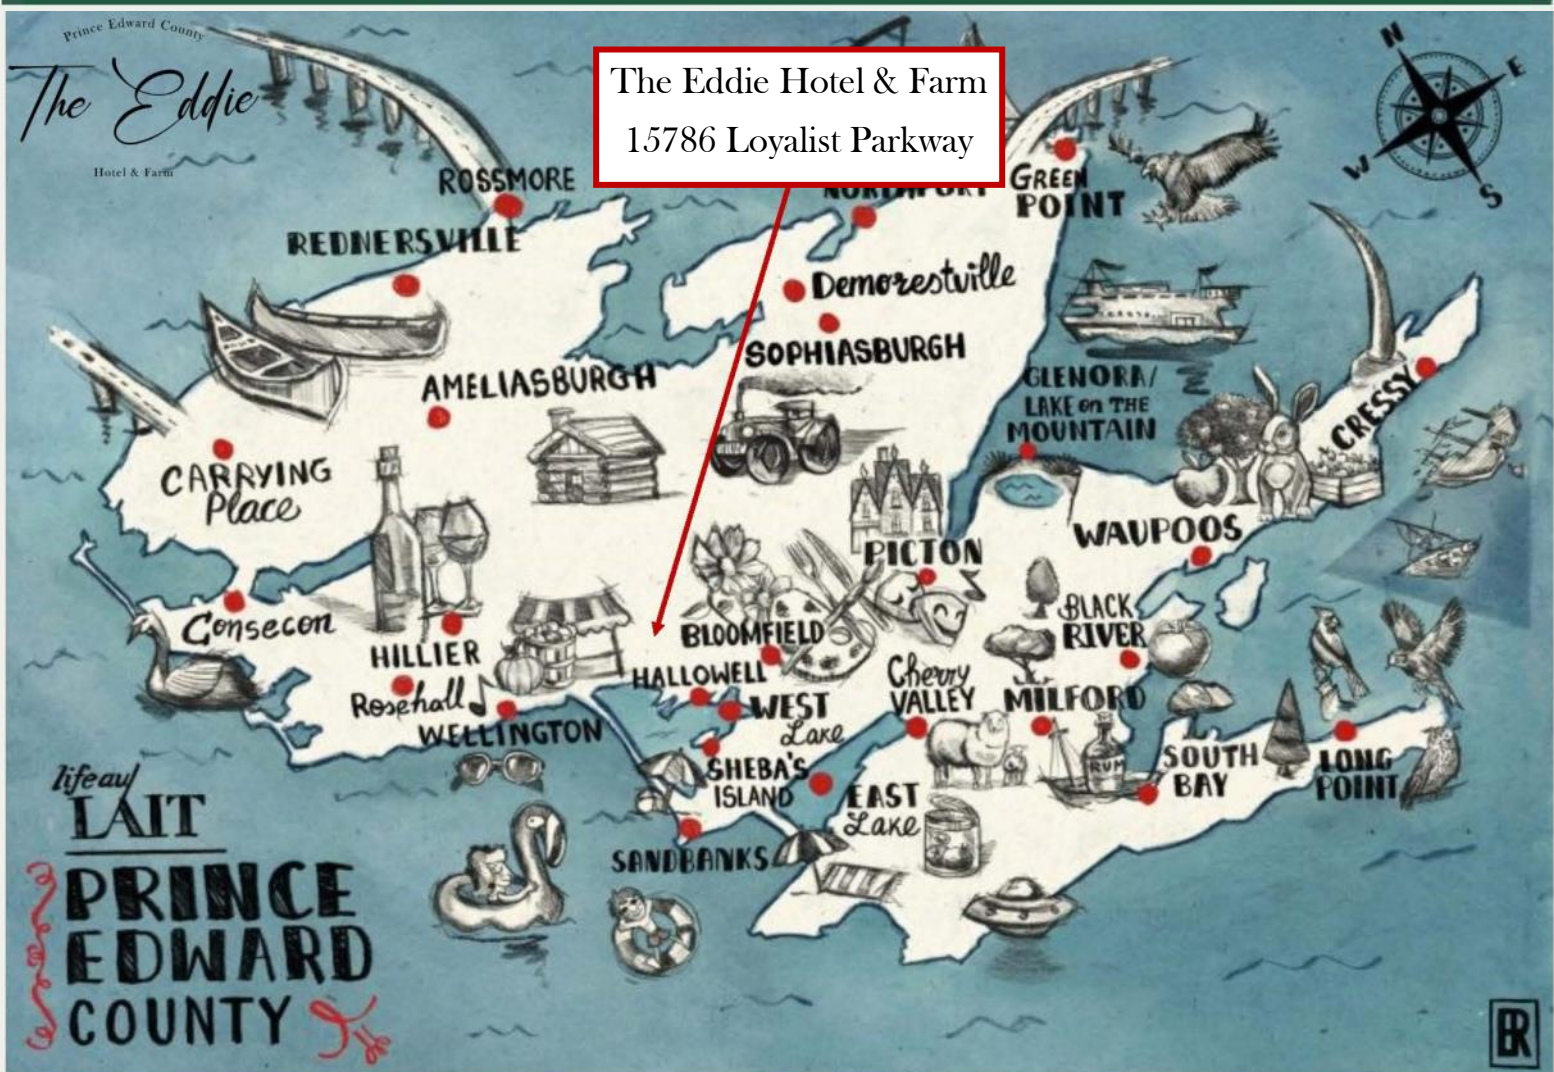 Prince Edward County
The Eddie
Hotel & Farm
The Eddie Hotel & Farm
15786 Loyalist Parkway
N
E
W
S
ROSSMORE
REDNERSVILLE
NORTHPORT
GREEN
POINT
Demorestville
SOPHIASBURGH
AMELIASBURGH
GLENORA/
LAKE on THE
MOUNTAIN
CRESSY
CARRYING
Place
WAUPOOS
PICTON
Consecon
BLACK
RIVER
HILLIER
BLOOMFIELD
HALLOWELL
Rosehall
WELLINGTON
WEST
Lake
Cherry
VALLEY
MILFORD
SHEBA'S
ISLAND
EAST
Lake
RUM
SOUTH
BAY
LONG
POINT
SANDBANKS
life au
LAIT
PRINCE
EDWARD
COUNTY
BR